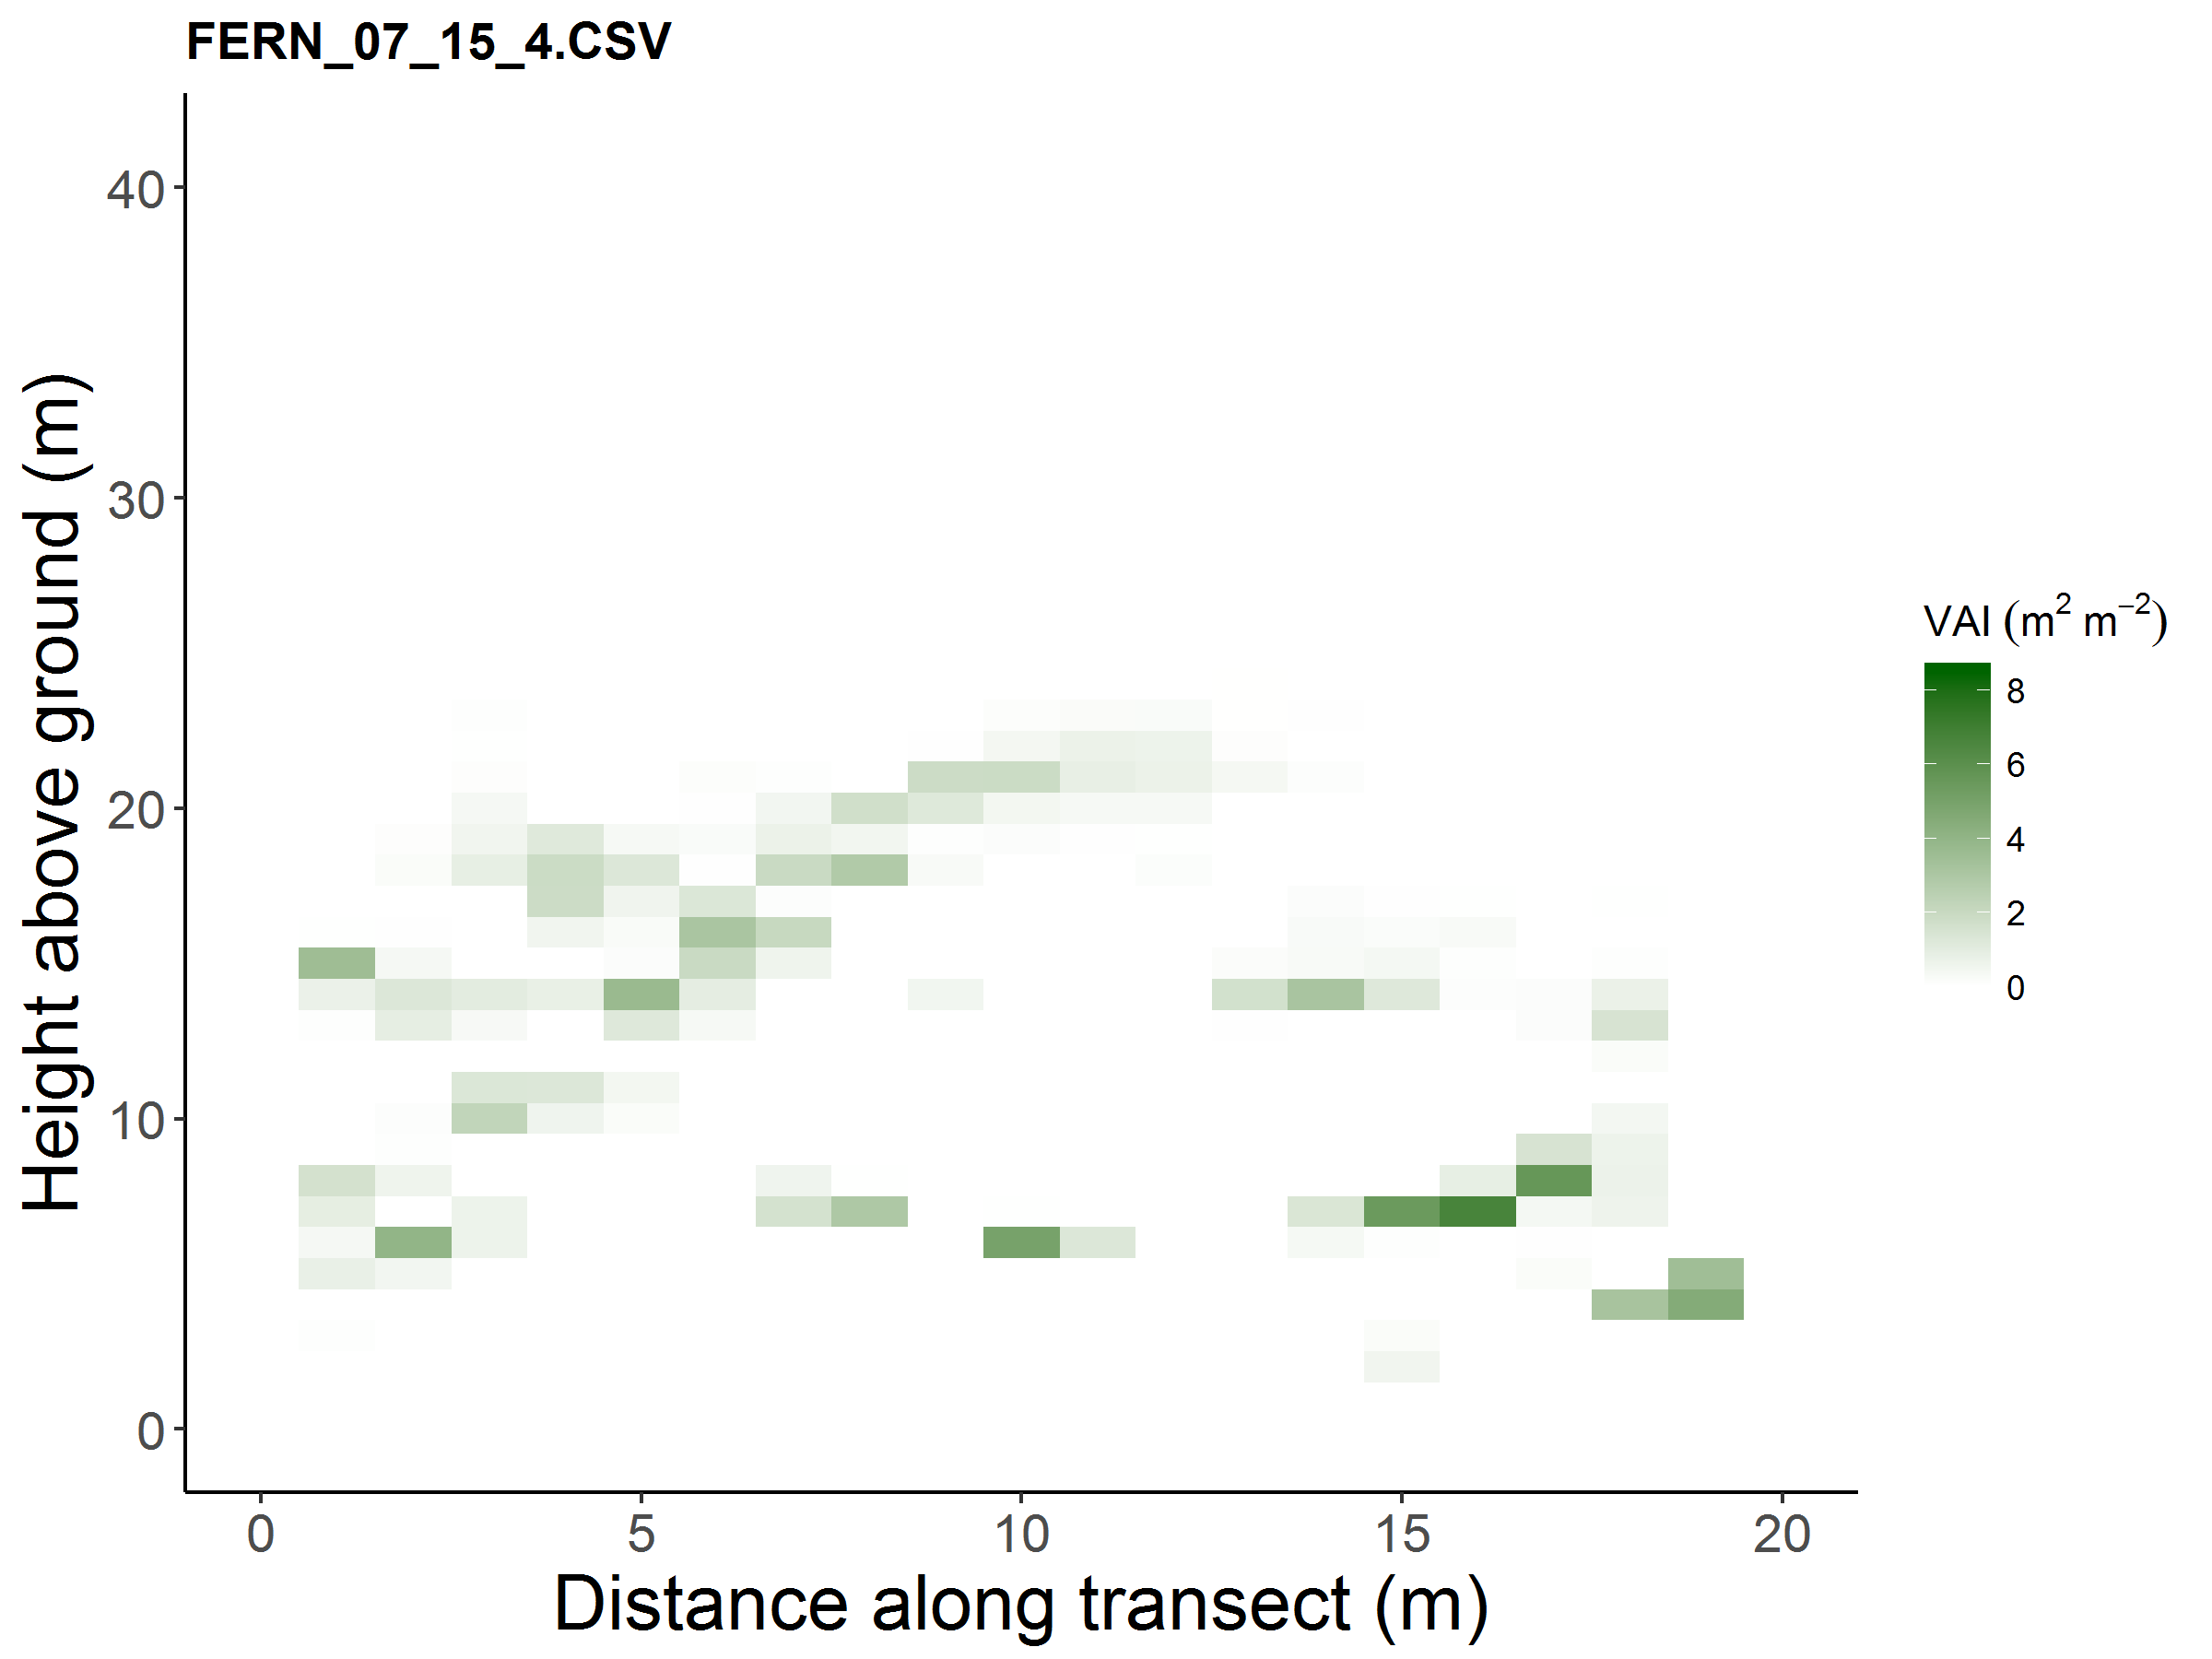 FERN_07_15_4.CSV
Height above ground (m)
40
30
20
10
0
0 5 10 15 20
Distance along transect (m)
VAI (m² m⁻²)
8
6
4
2
0